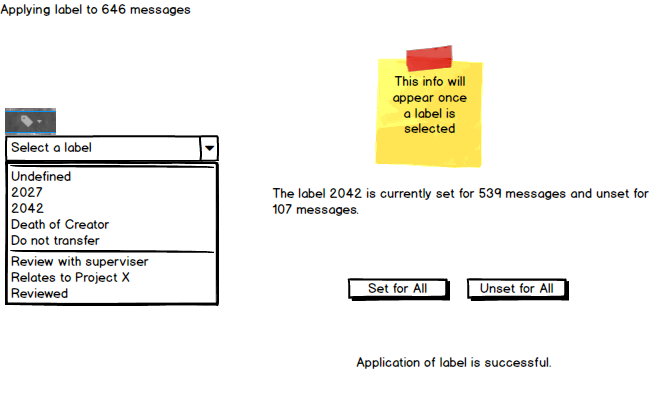 Applying label to 646 messages
This info will
appear once
a label is
selected
Select a label
Undefined
2027
2042
Death of Creator
Do not transfer
Review with superviser
Relates to Project X
Reviewed
The label 2042 is currently set for 539 messages and unset for
107 messages.
Set for All
Unset for All
Application of label is successful.